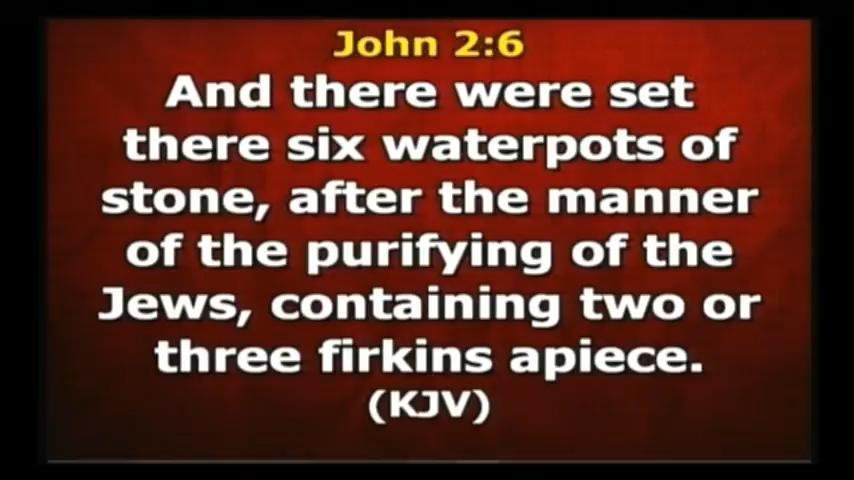 John 2:6
And there were set
there six waterpots of
stone, after the manner
of the purifying of the
Jews, containing two or
three firkins apiece.
(KJV)